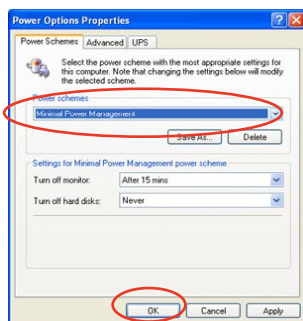 Power Options Properties
Power Schemes Advanced UPS
Select the power scheme with the most appropriate settings for
this computer. Note that changing the settings below will modify
the selected scheme.
Power schemes
Minimal Power Management
Save As... Delete
Settings for Minimal Power Management power scheme
Turn off monitor: After 15 mins
Turn off hard disks: Never
OK Cancel Apply